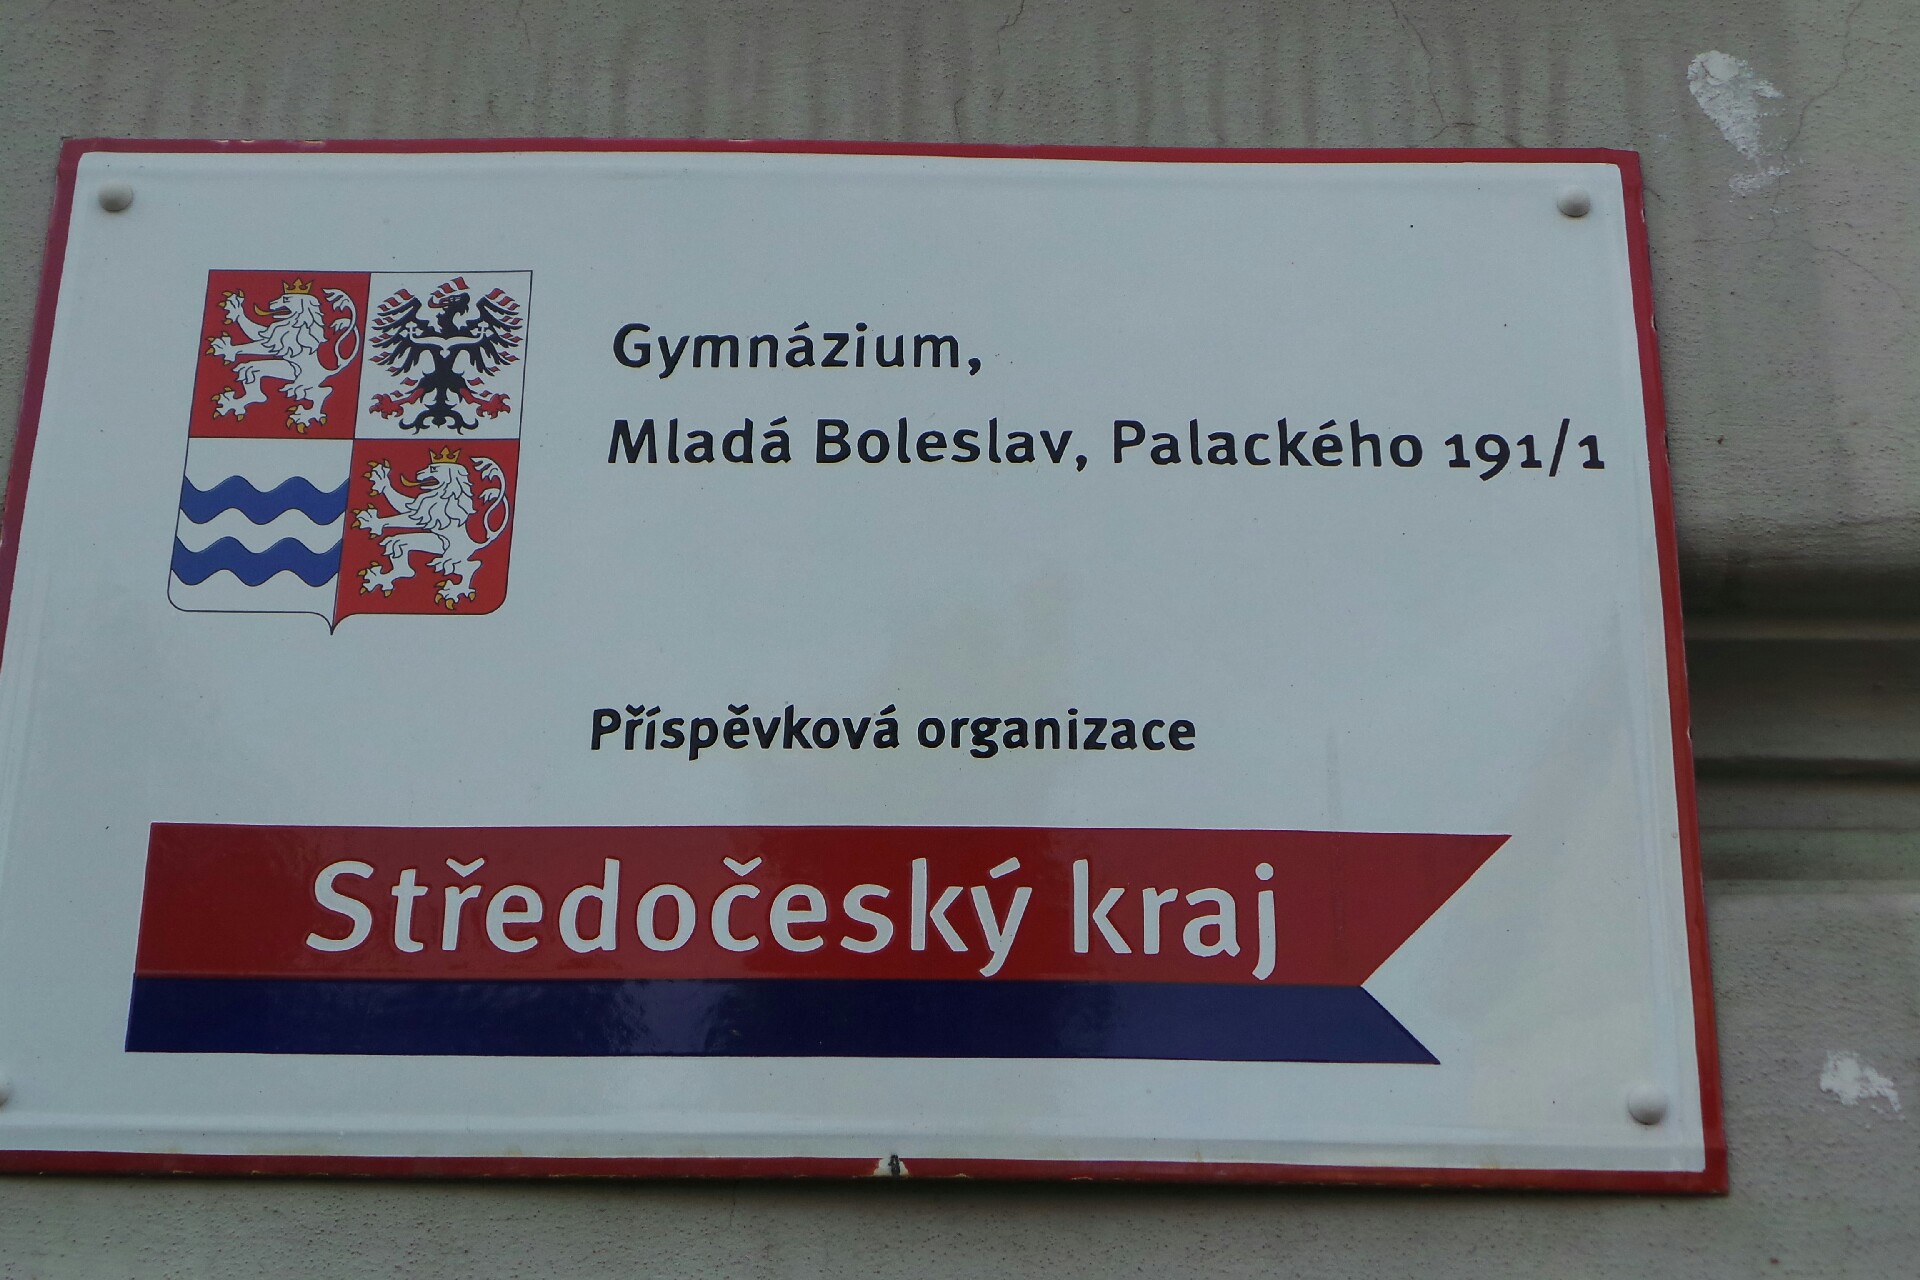 Gymnázium,
Mladá Boleslav, Palackého 191/1
Příspěvková organizace
Středočeský kraj